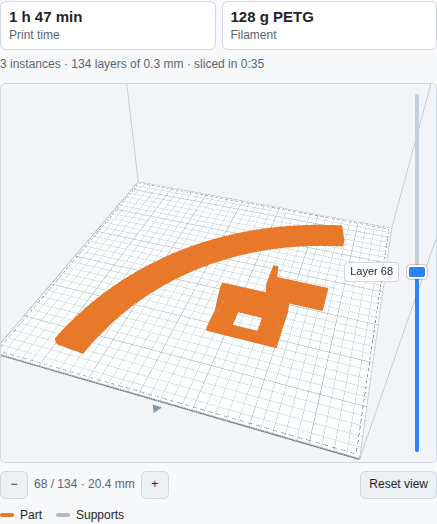 1 h 47 min
Print time
128 g PETG
Filament
3 instances · 134 layers of 0.3 mm · sliced in 0:35
Layer 68
− 68 / 134 · 20.4 mm + Reset view
Part Supports